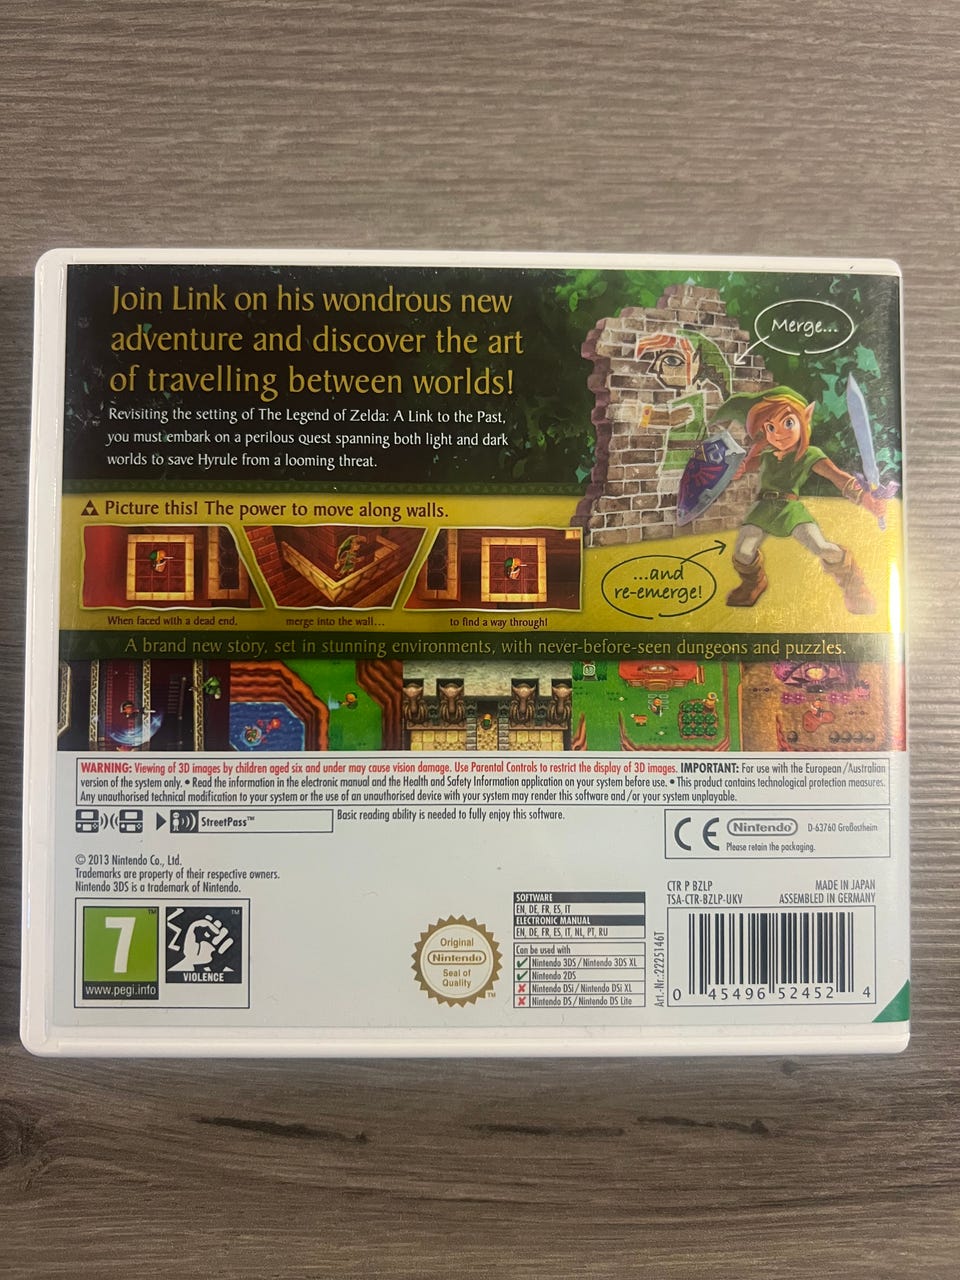 Join Link on his wondrous new
adventure and discover the art
of travelling between worlds!
Revisiting the setting of The Legend of Zelda: A Link to the Past,
you must embark on a perilous quest spanning both light and dark
worlds to save Hyrule from a looming threat.
Merge...
Picture this! The power to move along walls.
When faced with a dead end,
merge into the wall...
to find a way through!
...and
re-emerge!
A brand new story, set in stunning environments, with never-before-seen dungeons and puzzles.
WARNING: Viewing of 3D images by children aged six and under may cause vision damage. Use Parental Controls to restrict the display of 3D images. IMPORTANT: For use with the European/Australian
version of the system only. • Read the information in the electronic manual and the Health and Safety Information application on your system before use. • This product contains technological protection measures.
Any unauthorised technical modification to your system or the use of an unauthorised device with your system may render this software and/or your system unplayable.
StreetPass™
Basic reading ability is needed to fully enjoy this software.
CE
Nintendo
D-63760 Großostheim
Please retain the packaging.
© 2013 Nintendo Co., Ltd.
Trademarks are property of their respective owners.
Nintendo 3DS is a trademark of Nintendo.
7
™
www.pegi.info
™
VIOLENCE
Original
Nintendo
Seal of
Quality
™
SOFTWARE
EN, DE, FR, ES, IT
ELECTRONIC MANUAL
EN, DE, FR, ES, IT, NL, PT, RU
Can be used with
Nintendo 3DS / Nintendo 3DS XL
Nintendo 2DS
Nintendo DSi / Nintendo DSi XL
Nintendo DS / Nintendo DS Lite
CTR P BZLP
MADE IN JAPAN
TSA-CTR-BZLP-UKV
ASSEMBLED IN GERMANY
Art.-Nr.:2225146T
0 45496 52452 4